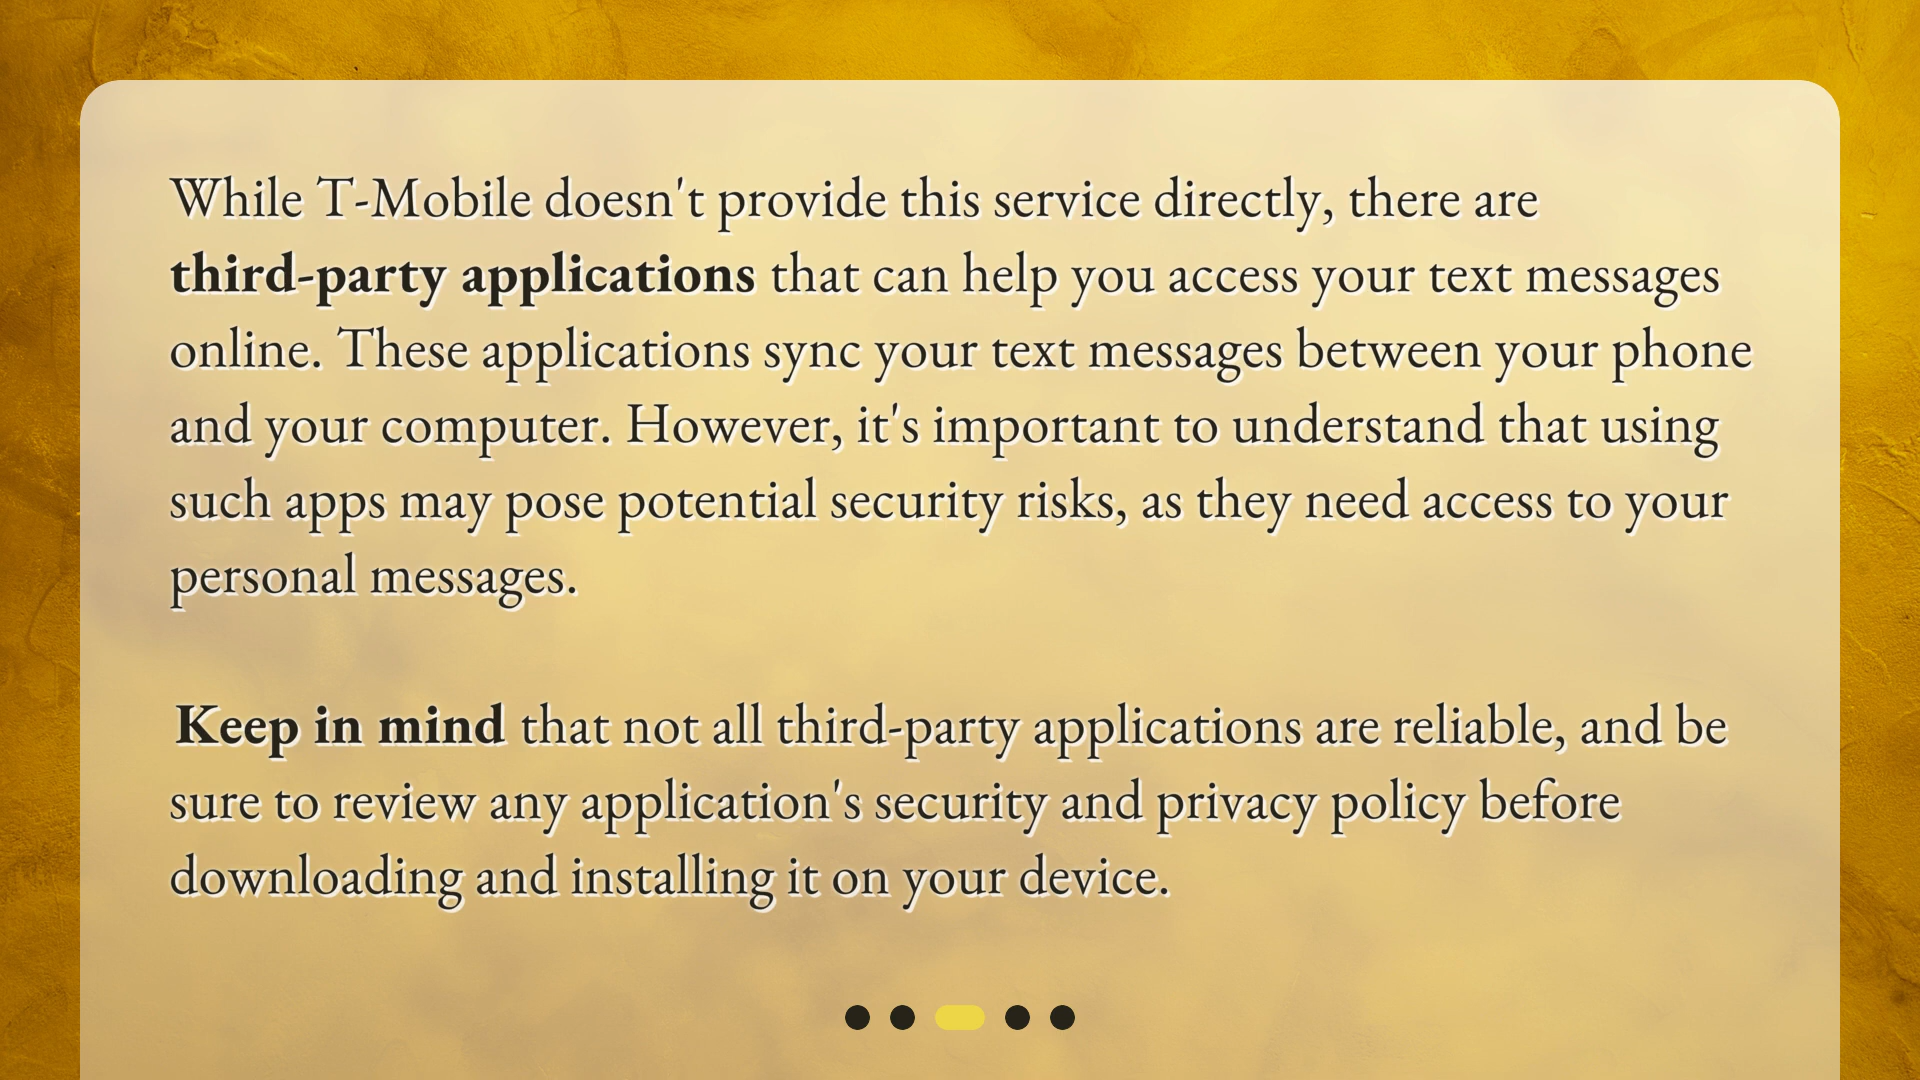 While T-Mobile doesn't provide this service directly, there are
third-party applications that can help you access your text messages
online. These applications sync your text messages between your phone
and your computer. However, it's important to understand that using
such apps may pose potential security risks, as they need access to your
personal messages.
Keep in mind that not all third-party applications are reliable, and be
sure to review any application's security and privacy policy before
downloading and installing it on your device.